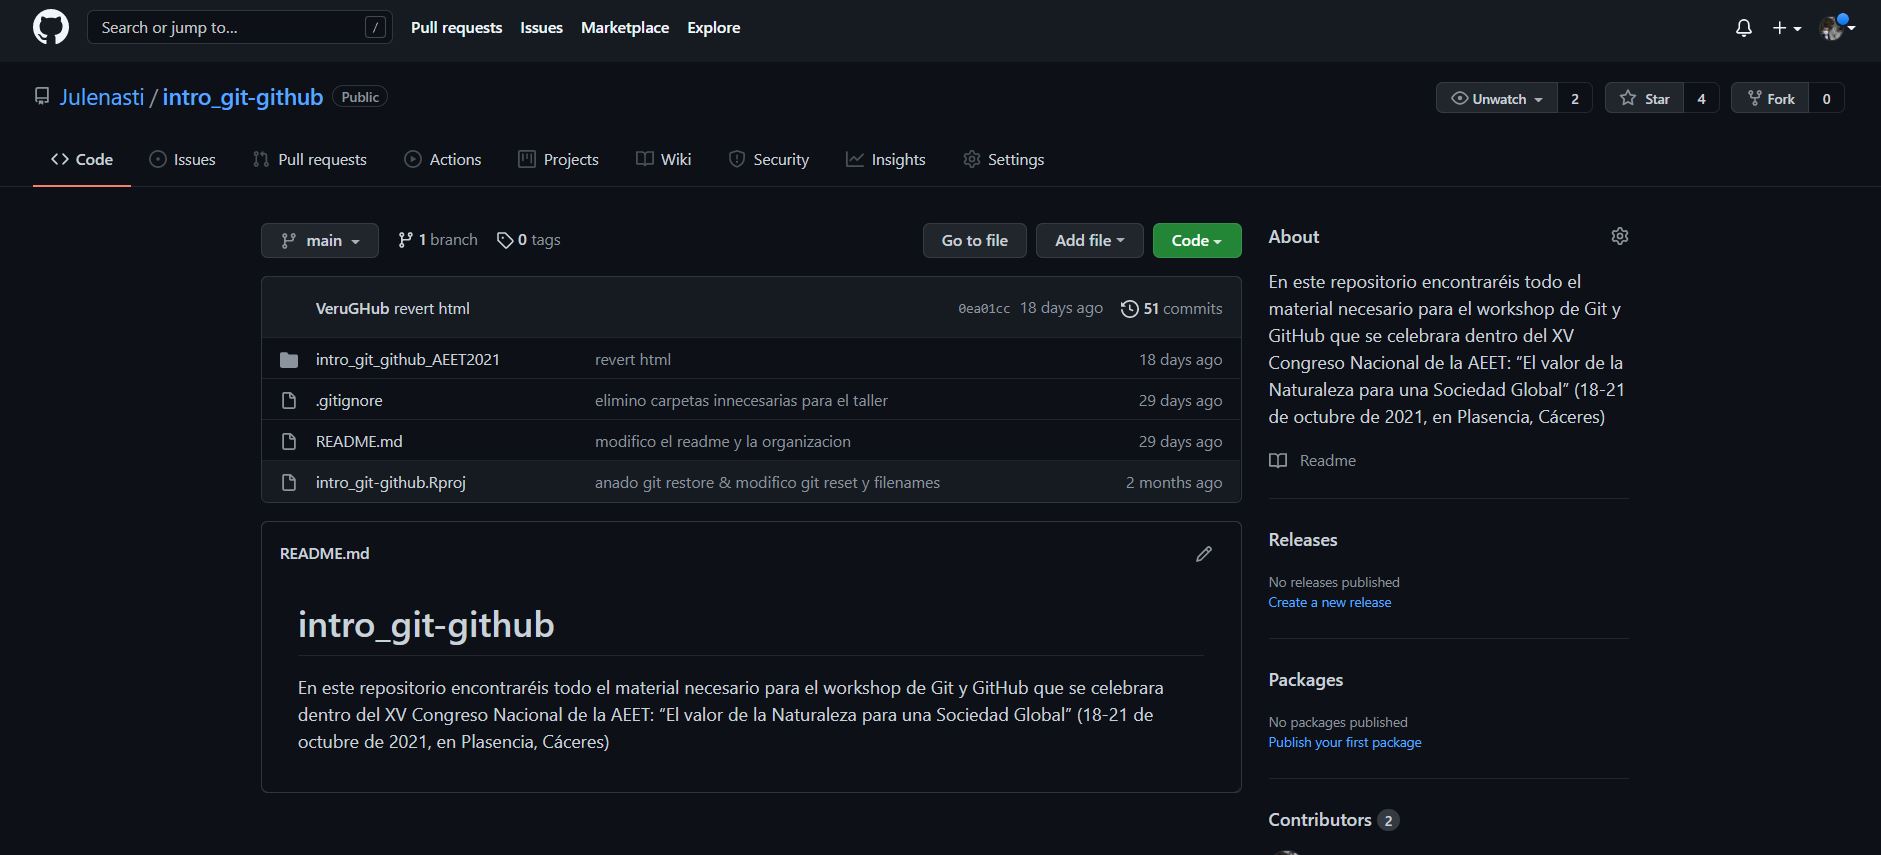 Search or jump to... /
Pull requests Issues Marketplace Explore
Julenasti / intro_git-github Public
Unwatch 2 Star 4 Fork 0
Code Issues Pull requests Actions Projects Wiki Security Insights Settings
main 1 branch 0 tags Go to file Add file Code
VeruGHub revert html 0ea01cc 18 days ago 51 commits
intro_git_github_AEET2021 revert html 18 days ago
.gitignore elimino carpetas innecesarias para el taller 29 days ago
README.md modifico el readme y la organizacion 29 days ago
intro_git-github.Rproj anado git restore & modifico git reset y filenames 2 months ago
README.md
intro_git-github
En este repositorio encontraréis todo el material necesario para el workshop de Git y GitHub que se celebrara
dentro del XV Congreso Nacional de la AEET: “El valor de la Naturaleza para una Sociedad Global” (18-21 de
octubre de 2021, en Plasencia, Cáceres)
About
En este repositorio encontraréis todo el
material necesario para el workshop de Git y
GitHub que se celebrara dentro del XV
Congreso Nacional de la AEET: “El valor de la
Naturaleza para una Sociedad Global” (18-21
de octubre de 2021, en Plasencia, Cáceres)
Readme
Releases
No releases published
Create a new release
Packages
No packages published
Publish your first package
Contributors 2